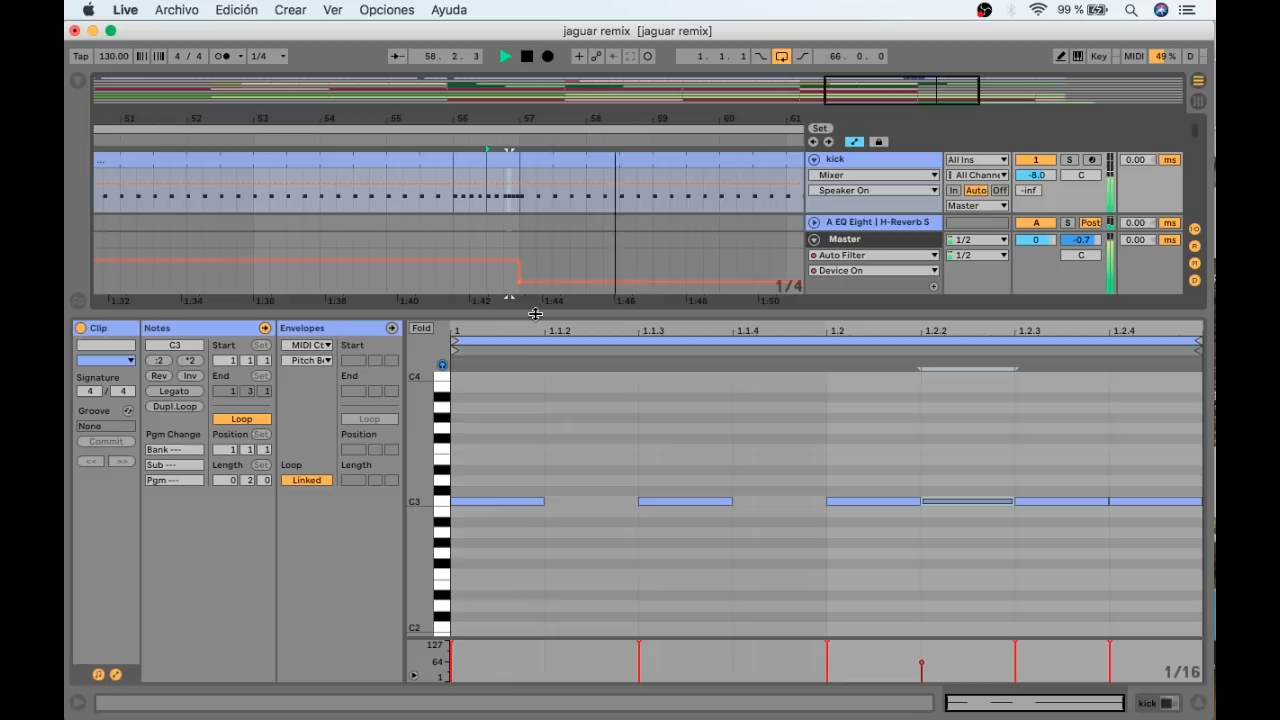 Live Archivo Edición Crear Ver Opciones Ayuda 99 %
jaguar remix [jaguar remix]
Tap 130.00 4 / 4 1/4 58. 2. 3 1. 1. 1 66. 0. 0 Key MIDI 49 % D
51 52 53 54 55 56 57 58 59 60 61 Set
... kick All Ins 1 S 0.00 ms
Mixer All Channe -8.0 C
Speaker On In Auto Off -inf
Master
A EQ Eight | H-Reverb S A S Post 0.00 ms
Master 1/2 0 -0.7 0.00 ms
Auto Filter 1/2 C
Device On
1/4
1:32 1:34 1:36 1:38 1:40 1:42 1:44 1:46 1:48 1:50
Clip Notes Envelopes Fold 1 1.1.2 1.1.3 1.1.4 1.2 1.2.2 1.2.3 1.2.4
C3 Start Set MIDI Ct Start
:2 *2 1 1 1 Pitch B
Signature Rev Inv End Set End C4
4 / 4 Legato 1 3 1
Groove Dupl.Loop
None Loop Loop
Commit Pgm Change Position Set Position
Bank --- 1 1 1
<< >> Sub --- Length Set Loop Length
Pgm --- 0 2 0 Linked
C3
C2
127
64
1 1/16
kick